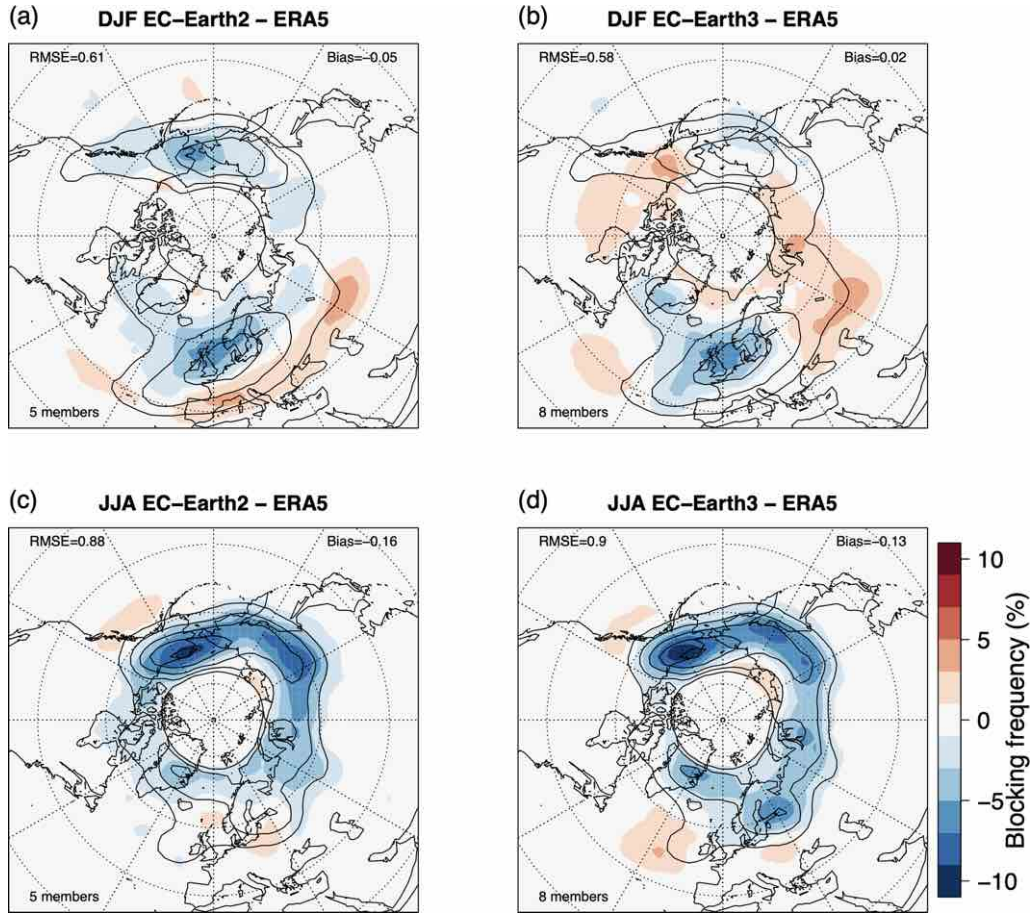 (a) DJF EC–Earth2 – ERA5
RMSE=0.61 Bias=−0.05
5 members
(b) DJF EC–Earth3 – ERA5
RMSE=0.58 Bias=0.02
8 members
(c) JJA EC–Earth2 – ERA5
RMSE=0.88 Bias=−0.16
5 members
(d) JJA EC–Earth3 – ERA5
RMSE=0.9 Bias=−0.13
8 members
10
5
0
−5
−10
Blocking frequency (%)